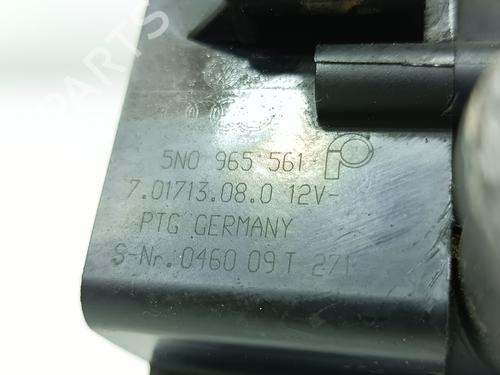 5N0 965 561
7.01713.08.0 12V-
PTG GERMANY
S-Nr.0460 09 T 271